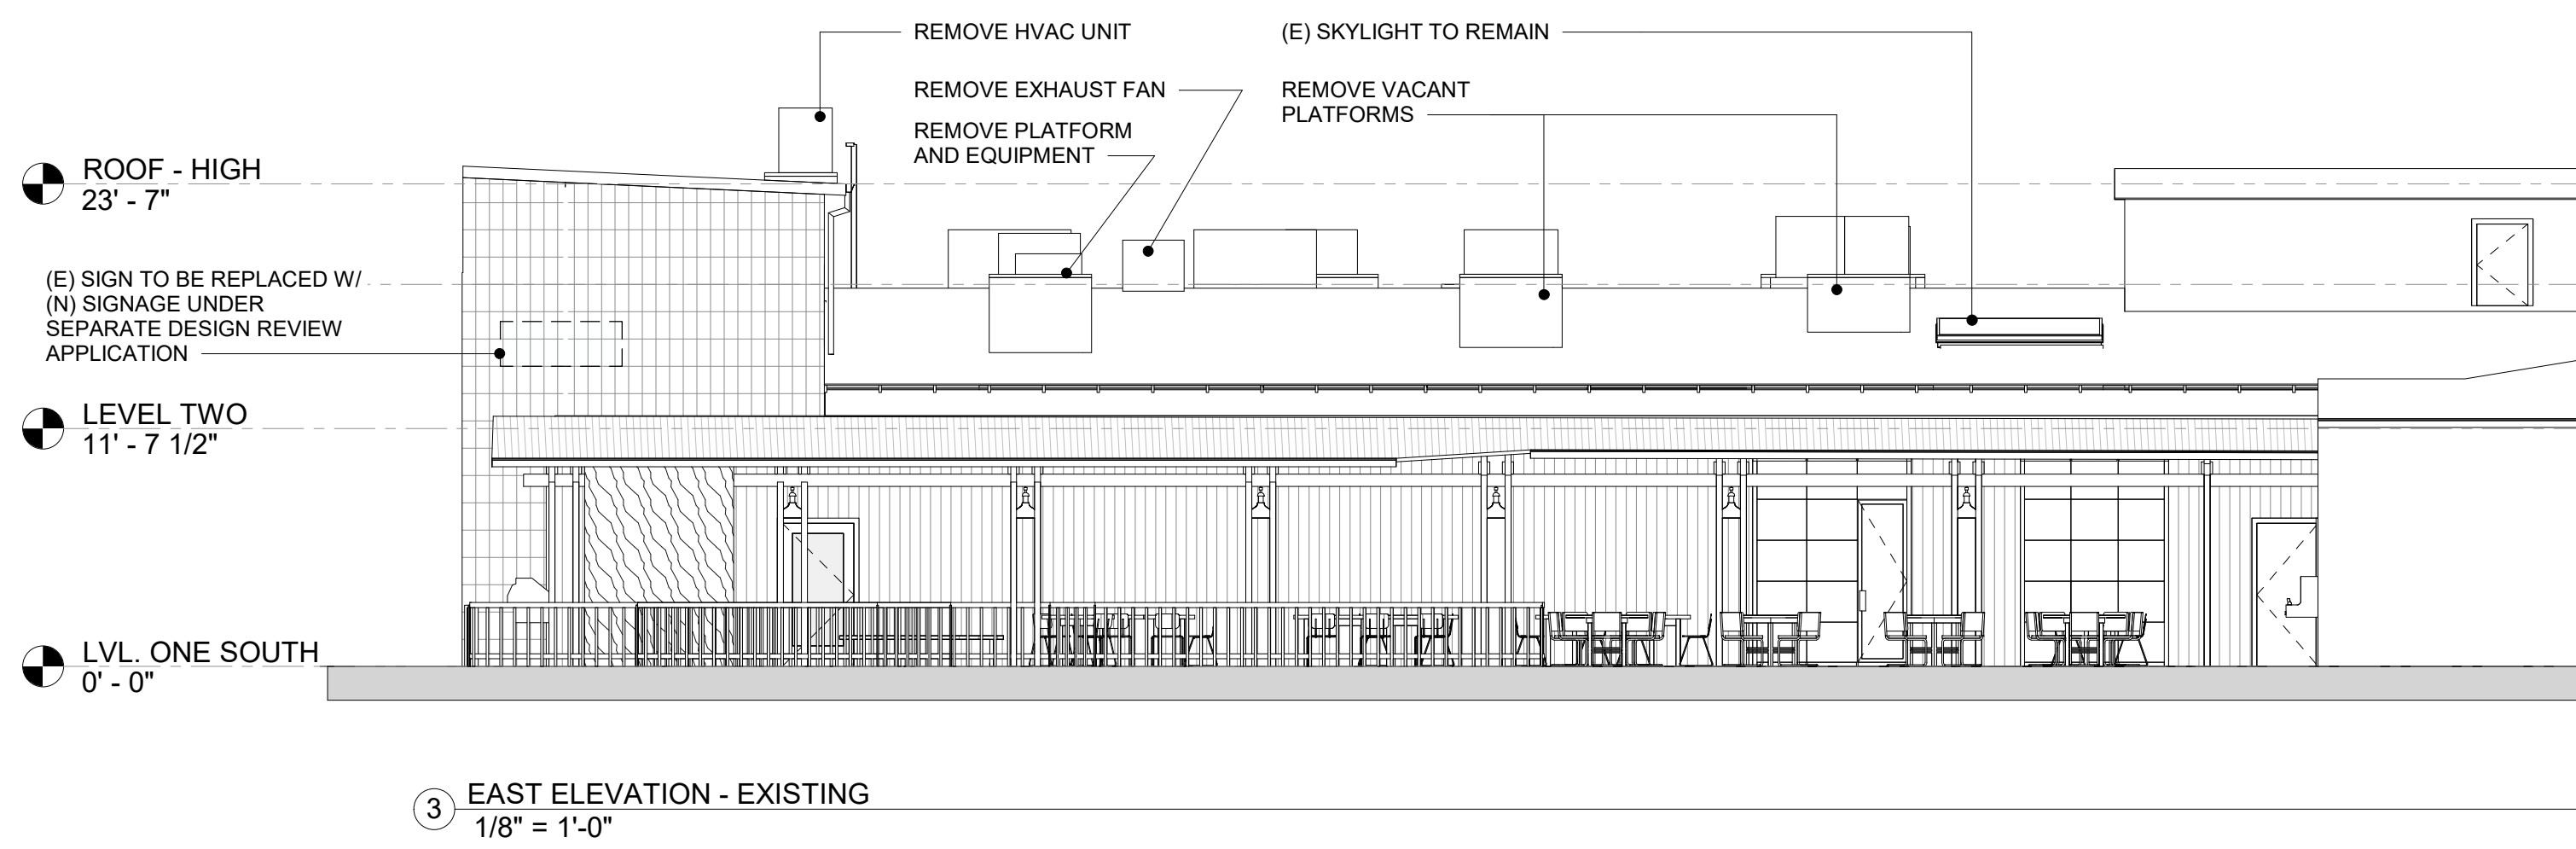 REMOVE HVAC UNIT
(E) SKYLIGHT TO REMAIN
REMOVE EXHAUST FAN
REMOVE VACANT
PLATFORMS
REMOVE PLATFORM
AND EQUIPMENT
ROOF - HIGH
23' - 7"
(E) SIGN TO BE REPLACED W/
(N) SIGNAGE UNDER
SEPARATE DESIGN REVIEW
APPLICATION
LEVEL TWO
11' - 7 1/2"
LVL. ONE SOUTH
0' - 0"
3
EAST ELEVATION - EXISTING
1/8" = 1'-0"